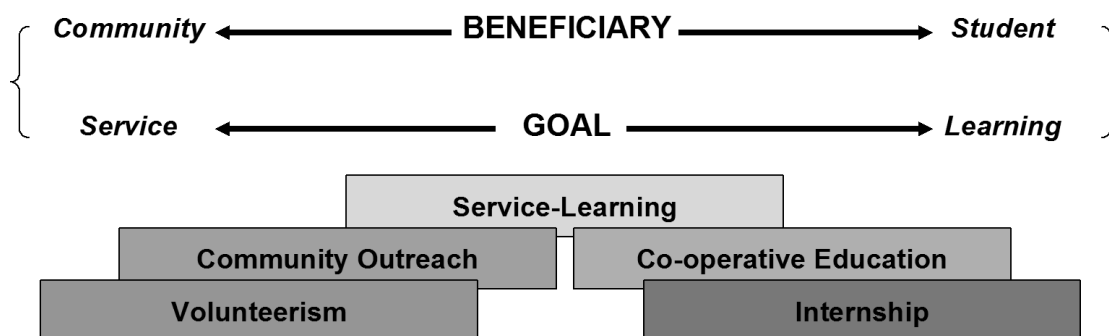 Community BENEFICIARY Student
Service GOAL Learning
Service-Learning
Community Outreach Co-operative Education
Volunteerism Internship